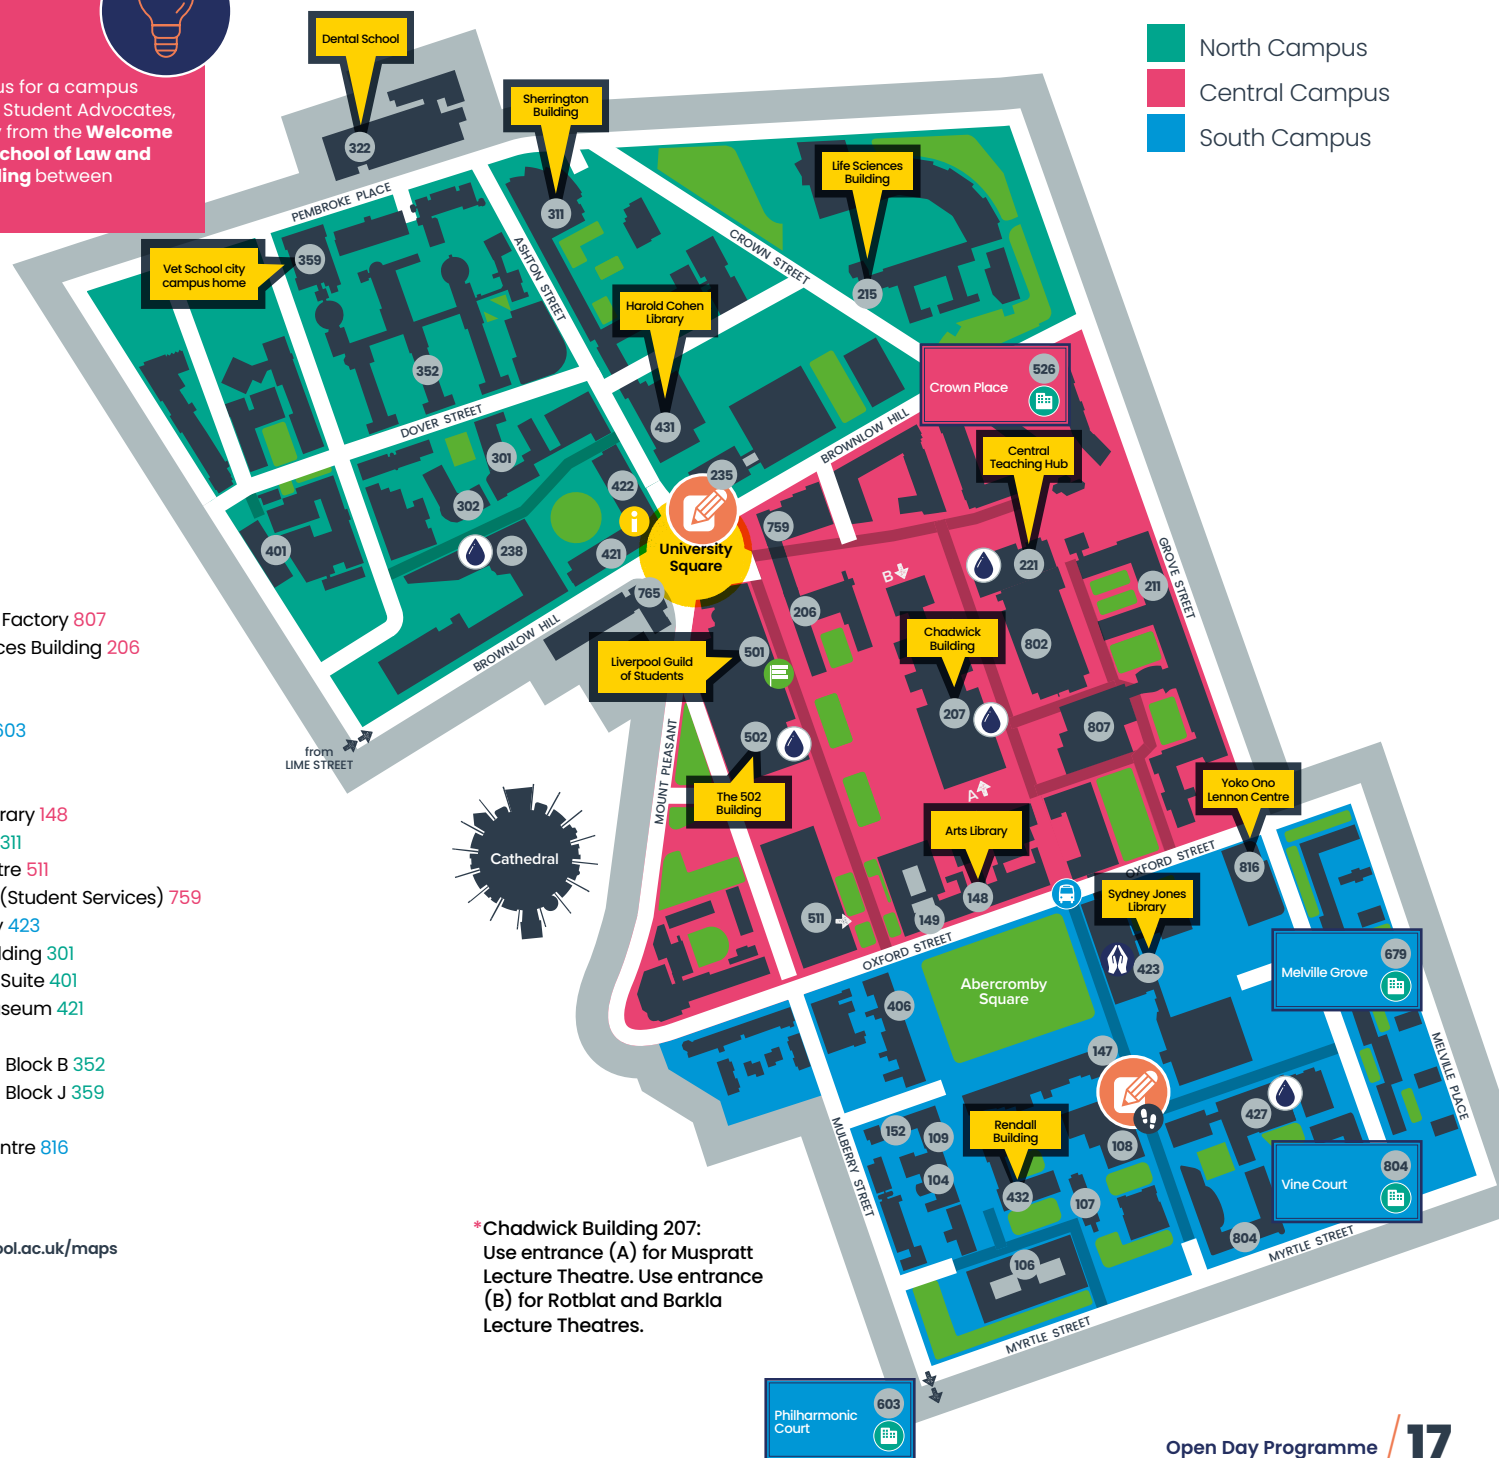 us for a campus
Student Advocates,
from the Welcome
School of Law and
between
North Campus
Central Campus
South Campus
Dental School
322
Sherrington
Building
311
Life Sciences
Building
215
PEMBROKE PLACE
ASHTON STREET
CROWN STREET
Vet School city
campus home
359
Harold Cohen
Library
431
352
DOVER STREET
BROWNLOW HILL
Crown Place
526
Central
Teaching Hub
221
301
302
422
235
401
238
421
University
Square
759
765
B
206
211
GROVE STREET
BROWNLOW HILL
Liverpool Guild
of Students
501
Chadwick
Building
207
802
807
502
The 502
Building
MOUNT PLEASANT
from
LIME STREET
A
Cathedral
Arts Library
148
149
511
OXFORD STREET
OXFORD STREET
Yoko Ono
Lennon Centre
816
Sydney Jones
Library
423
Abercromby
Square
406
Melville Grove
679
MELVILLE PLACE
147
MULBERRY STREET
152
109
104
Rendall
Building
432
108
107
427
106
Vine Court
804
804
MYRTLE STREET
MYRTLE STREET
Philharmonic
Court
603
Factory 807
ces Building 206
603
rary 148
311
tre 511
(Student Services) 759
y 423
lding 301
Suite 401
seum 421
Block B 352
Block J 359
ntre 816
ool.ac.uk/maps
*Chadwick Building 207:
Use entrance (A) for Muspratt
Lecture Theatre. Use entrance
(B) for Rotblat and Barkla
Lecture Theatres.
Open Day Programme / 17